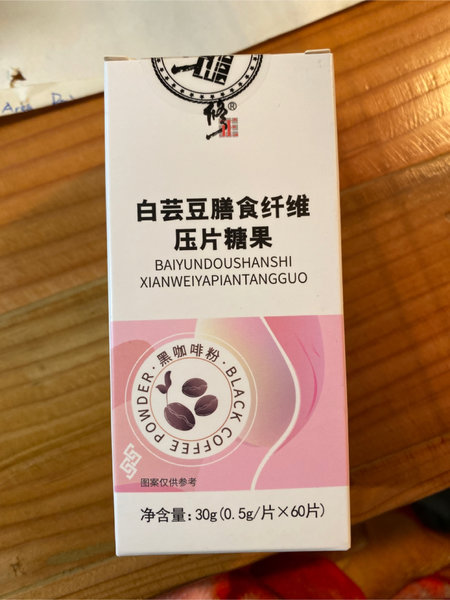 修®
白芸豆膳食纤维
压片糖果
BAIYUNDOUSHANSHI
XIANWEIYAPIANTANGGUO
·黑咖啡粉·
BLACK COFFEE POWDER
图案仅供参考
净含量: 30g(0.5g/片×60片)